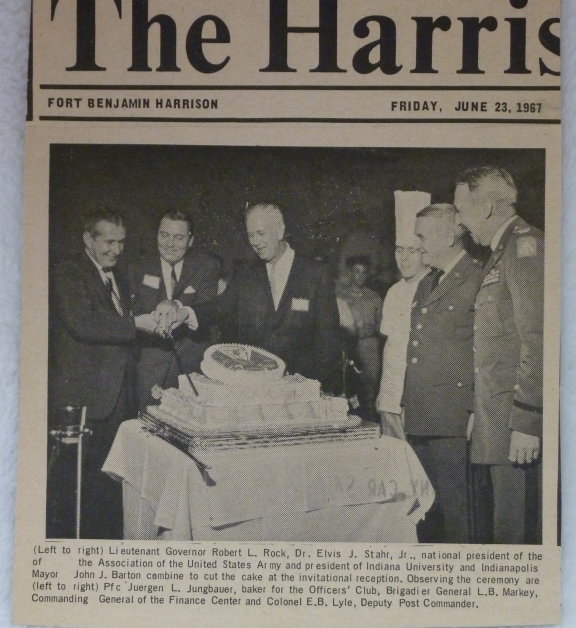 The Harris
FORT BENJAMIN HARRISON FRIDAY, JUNE 23, 1967
(Left to right) Lieutenant Governor Robert L. Rock, Dr. Elvis J. Stahr, Jr., national president of the
of the Association of the United States Army and president of Indiana University and Indianapolis
Mayor John J. Barton combine to cut the cake at the invitational reception. Observing the ceremony are
(left to right) Pfc Juergen L. Jungbauer, baker for the Officers' Club, Brigadier General L.B. Markey,
Commanding General of the Finance Center and Colonel E.B. Lyle, Deputy Post Commander.